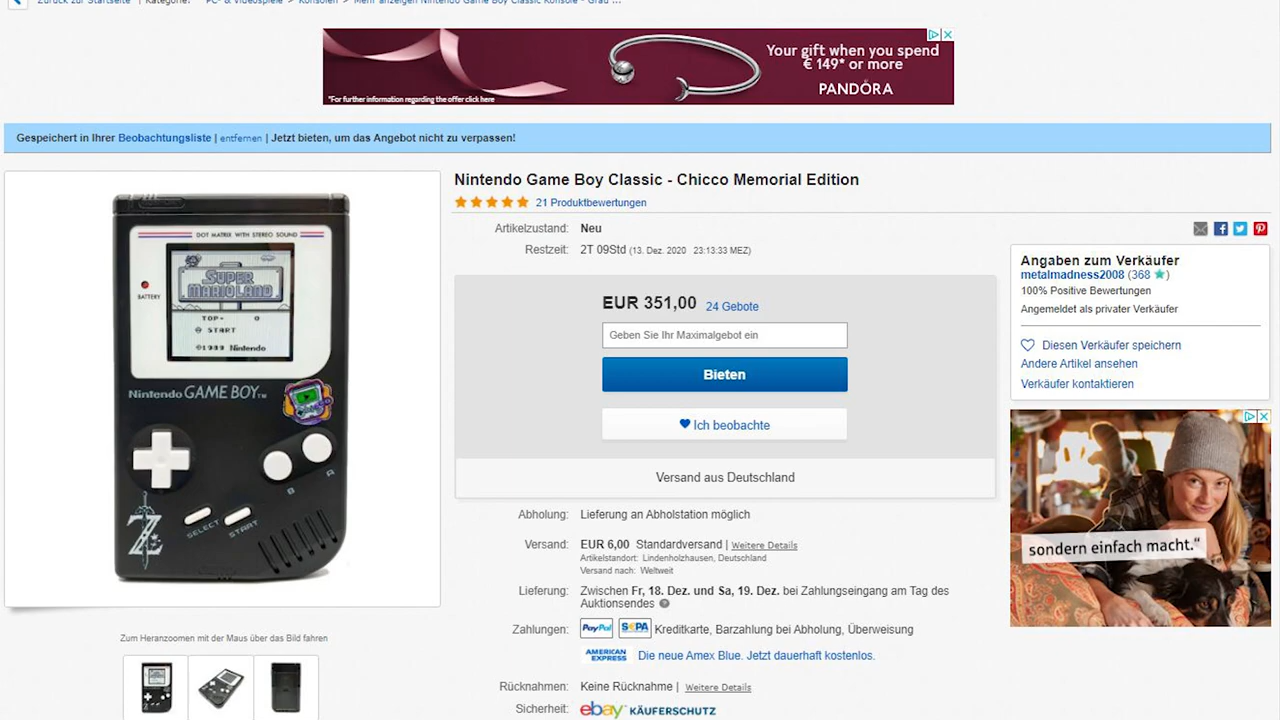 Zurück zur Startseite | Kategorie: PC- & Videospiele > Konsolen > Mehr anzeigen Nintendo Game Boy Classic Konsole - Grau ...
Your gift when you spend
€ 149* or more
PANDÓRA
*For further information regarding the offer click here
Gespeichert in Ihrer Beobachtungsliste | entfernen | Jetzt bieten, um das Angebot nicht zu verpassen!
DOT MATRIX WITH STEREO SOUND
BATTERY
SUPER
MARIOLAND
TOP- 0
START
©1989 Nintendo
Nintendo GAME BOY™
B
A
SELECT
START
Z
Zum Heranzoomen mit der Maus über das Bild fahren
Nintendo Game Boy Classic - Chicco Memorial Edition
21 Produktbewertungen
Artikelzustand: Neu
Restzeit: 2T 09Std (13. Dez. 2020 23:13:33 MEZ)
EUR 351,00 24 Gebote
Geben Sie Ihr Maximalgebot ein
Bieten
Ich beobachte
Versand aus Deutschland
Abholung: Lieferung an Abholstation möglich
Versand: EUR 6,00 Standardversand | Weitere Details
Artikelstandort: Lindenholzhausen, Deutschland
Versand nach: Weltweit
Lieferung: Zwischen Fr, 18. Dez. und Sa, 19. Dez. bei Zahlungseingang am Tag des
Auktionsendes
Zahlungen: PayPal SEPA Kreditkarte, Barzahlung bei Abholung, Überweisung
AMERICAN
EXPRESS Die neue Amex Blue. Jetzt dauerhaft kostenlos.
Rücknahmen: Keine Rücknahme | Weitere Details
Sicherheit: ebay KÄUFERSCHUTZ
Angaben zum Verkäufer
metalmadness2008 (368 )
100% Positive Bewertungen
Angemeldet als privater Verkäufer
Diesen Verkäufer speichern
Andere Artikel ansehen
Verkäufer kontaktieren
sondern einfach macht.“